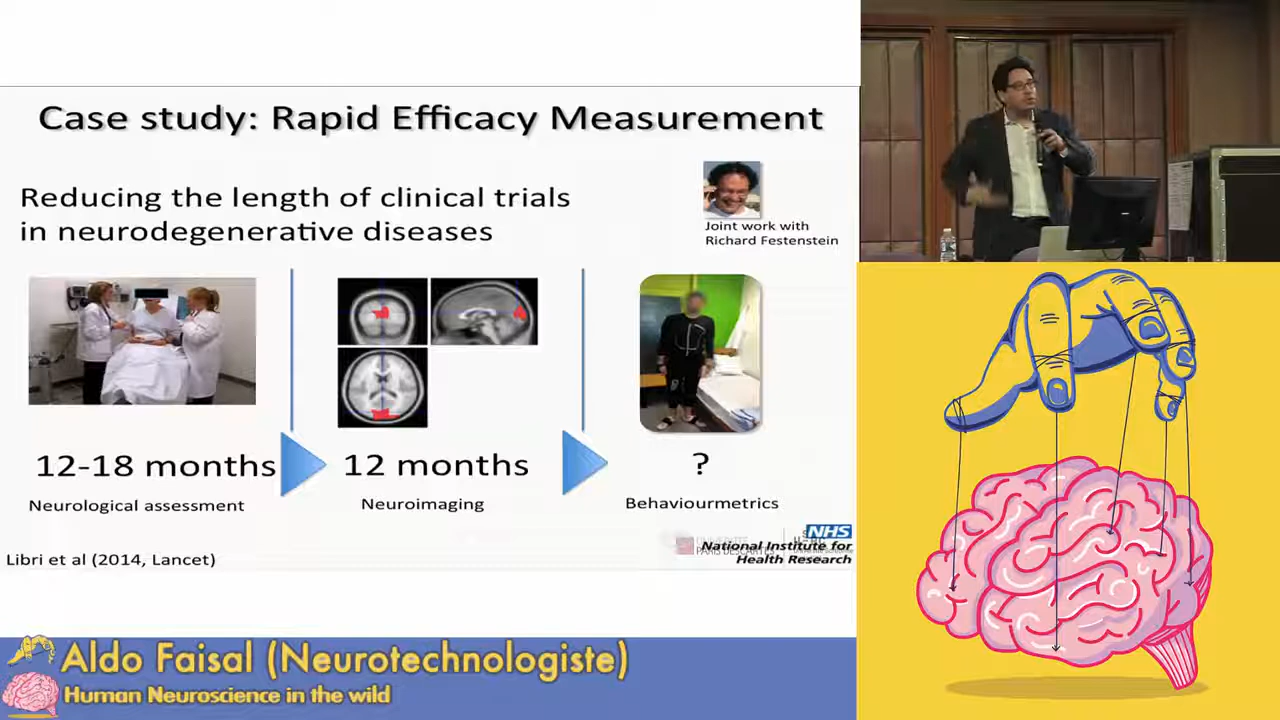 Case study: Rapid Efficacy Measurement
Reducing the length of clinical trials
in neurodegenerative diseases
Joint work with
Richard Festenstein
12-18 months
12 months
?
Neurological assessment
Neuroimaging
Behaviourmetrics
NHS
National Institute for
Health Research
PARIS DESCARTES
Libri et al (2014, Lancet)
Aldo Faisal (Neurotechnologiste)
Human Neuroscience in the wild